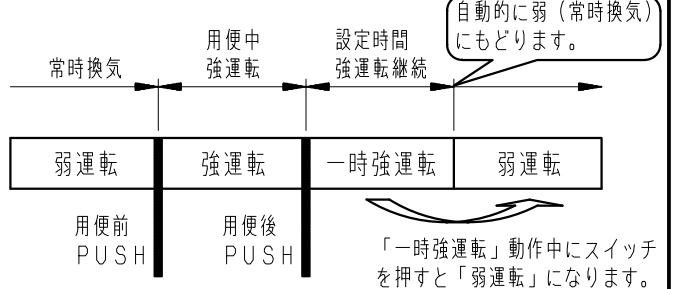 自動的に弱（常時換気）
にもどります。
常時換気
用便中
強運転
設定時間
強運転継続
弱運転
強運転
一時強運転
弱運転
用便前
PUSH
用便後
PUSH
「一時強運転」動作中にスイッチ
を押すと「弱運転」になります。